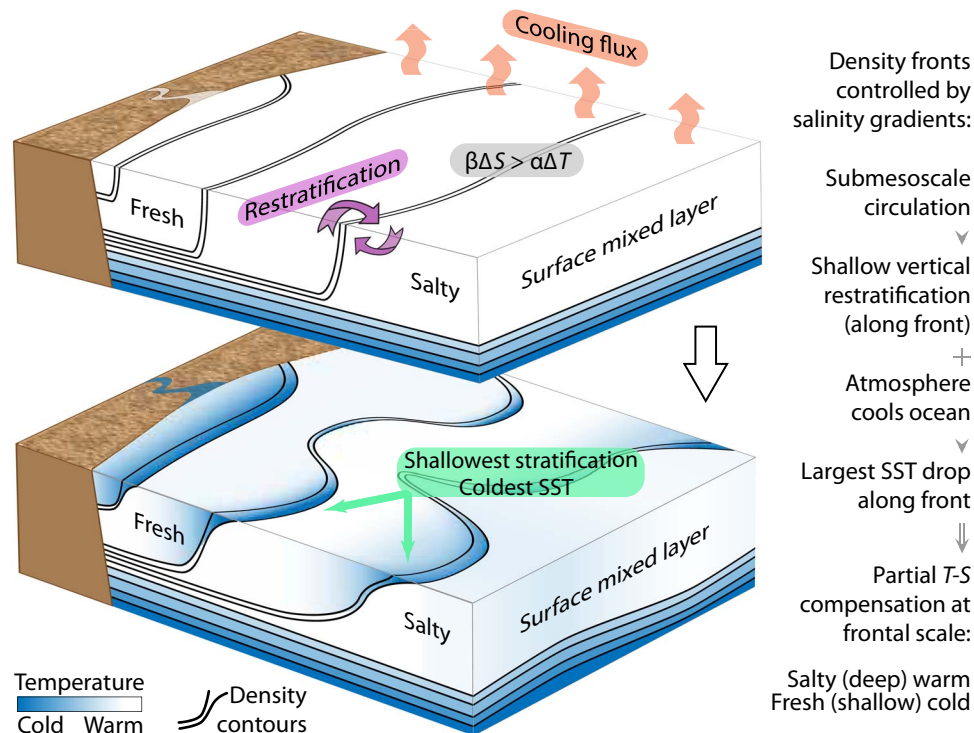 Cooling flux
βΔS > αΔT
Restratification
Fresh
Salty
Surface mixed layer
Shallowest stratification
Coldest SST
Fresh
Salty
Surface mixed layer
Temperature
Cold Warm
Density
contours
Density fronts
controlled by
salinity gradients:
Submesoscale
circulation
Shallow vertical
restratification
(along front)
+
Atmosphere
cools ocean
Largest SST drop
along front
Partial T-S
compensation at
frontal scale:
Salty (deep) warm
Fresh (shallow) cold